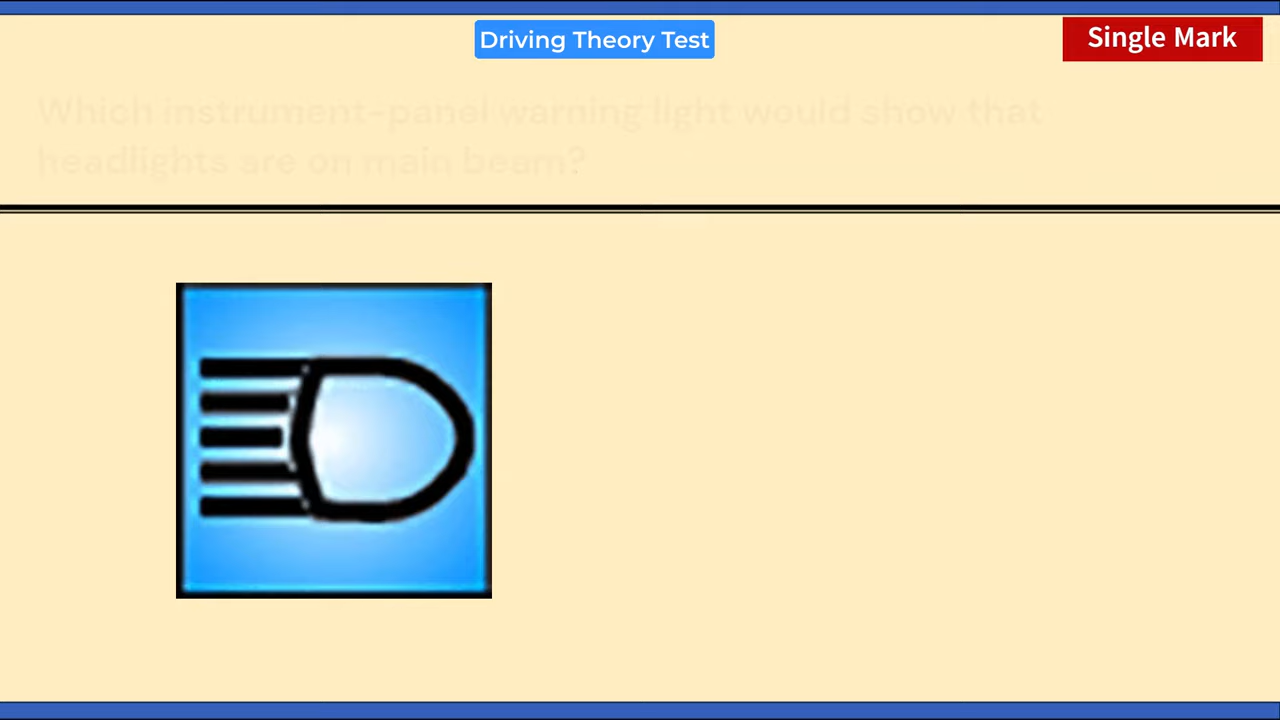 Driving Theory Test
Single Mark
Which instrument-panel warning light would show that
headlights are on main beam?